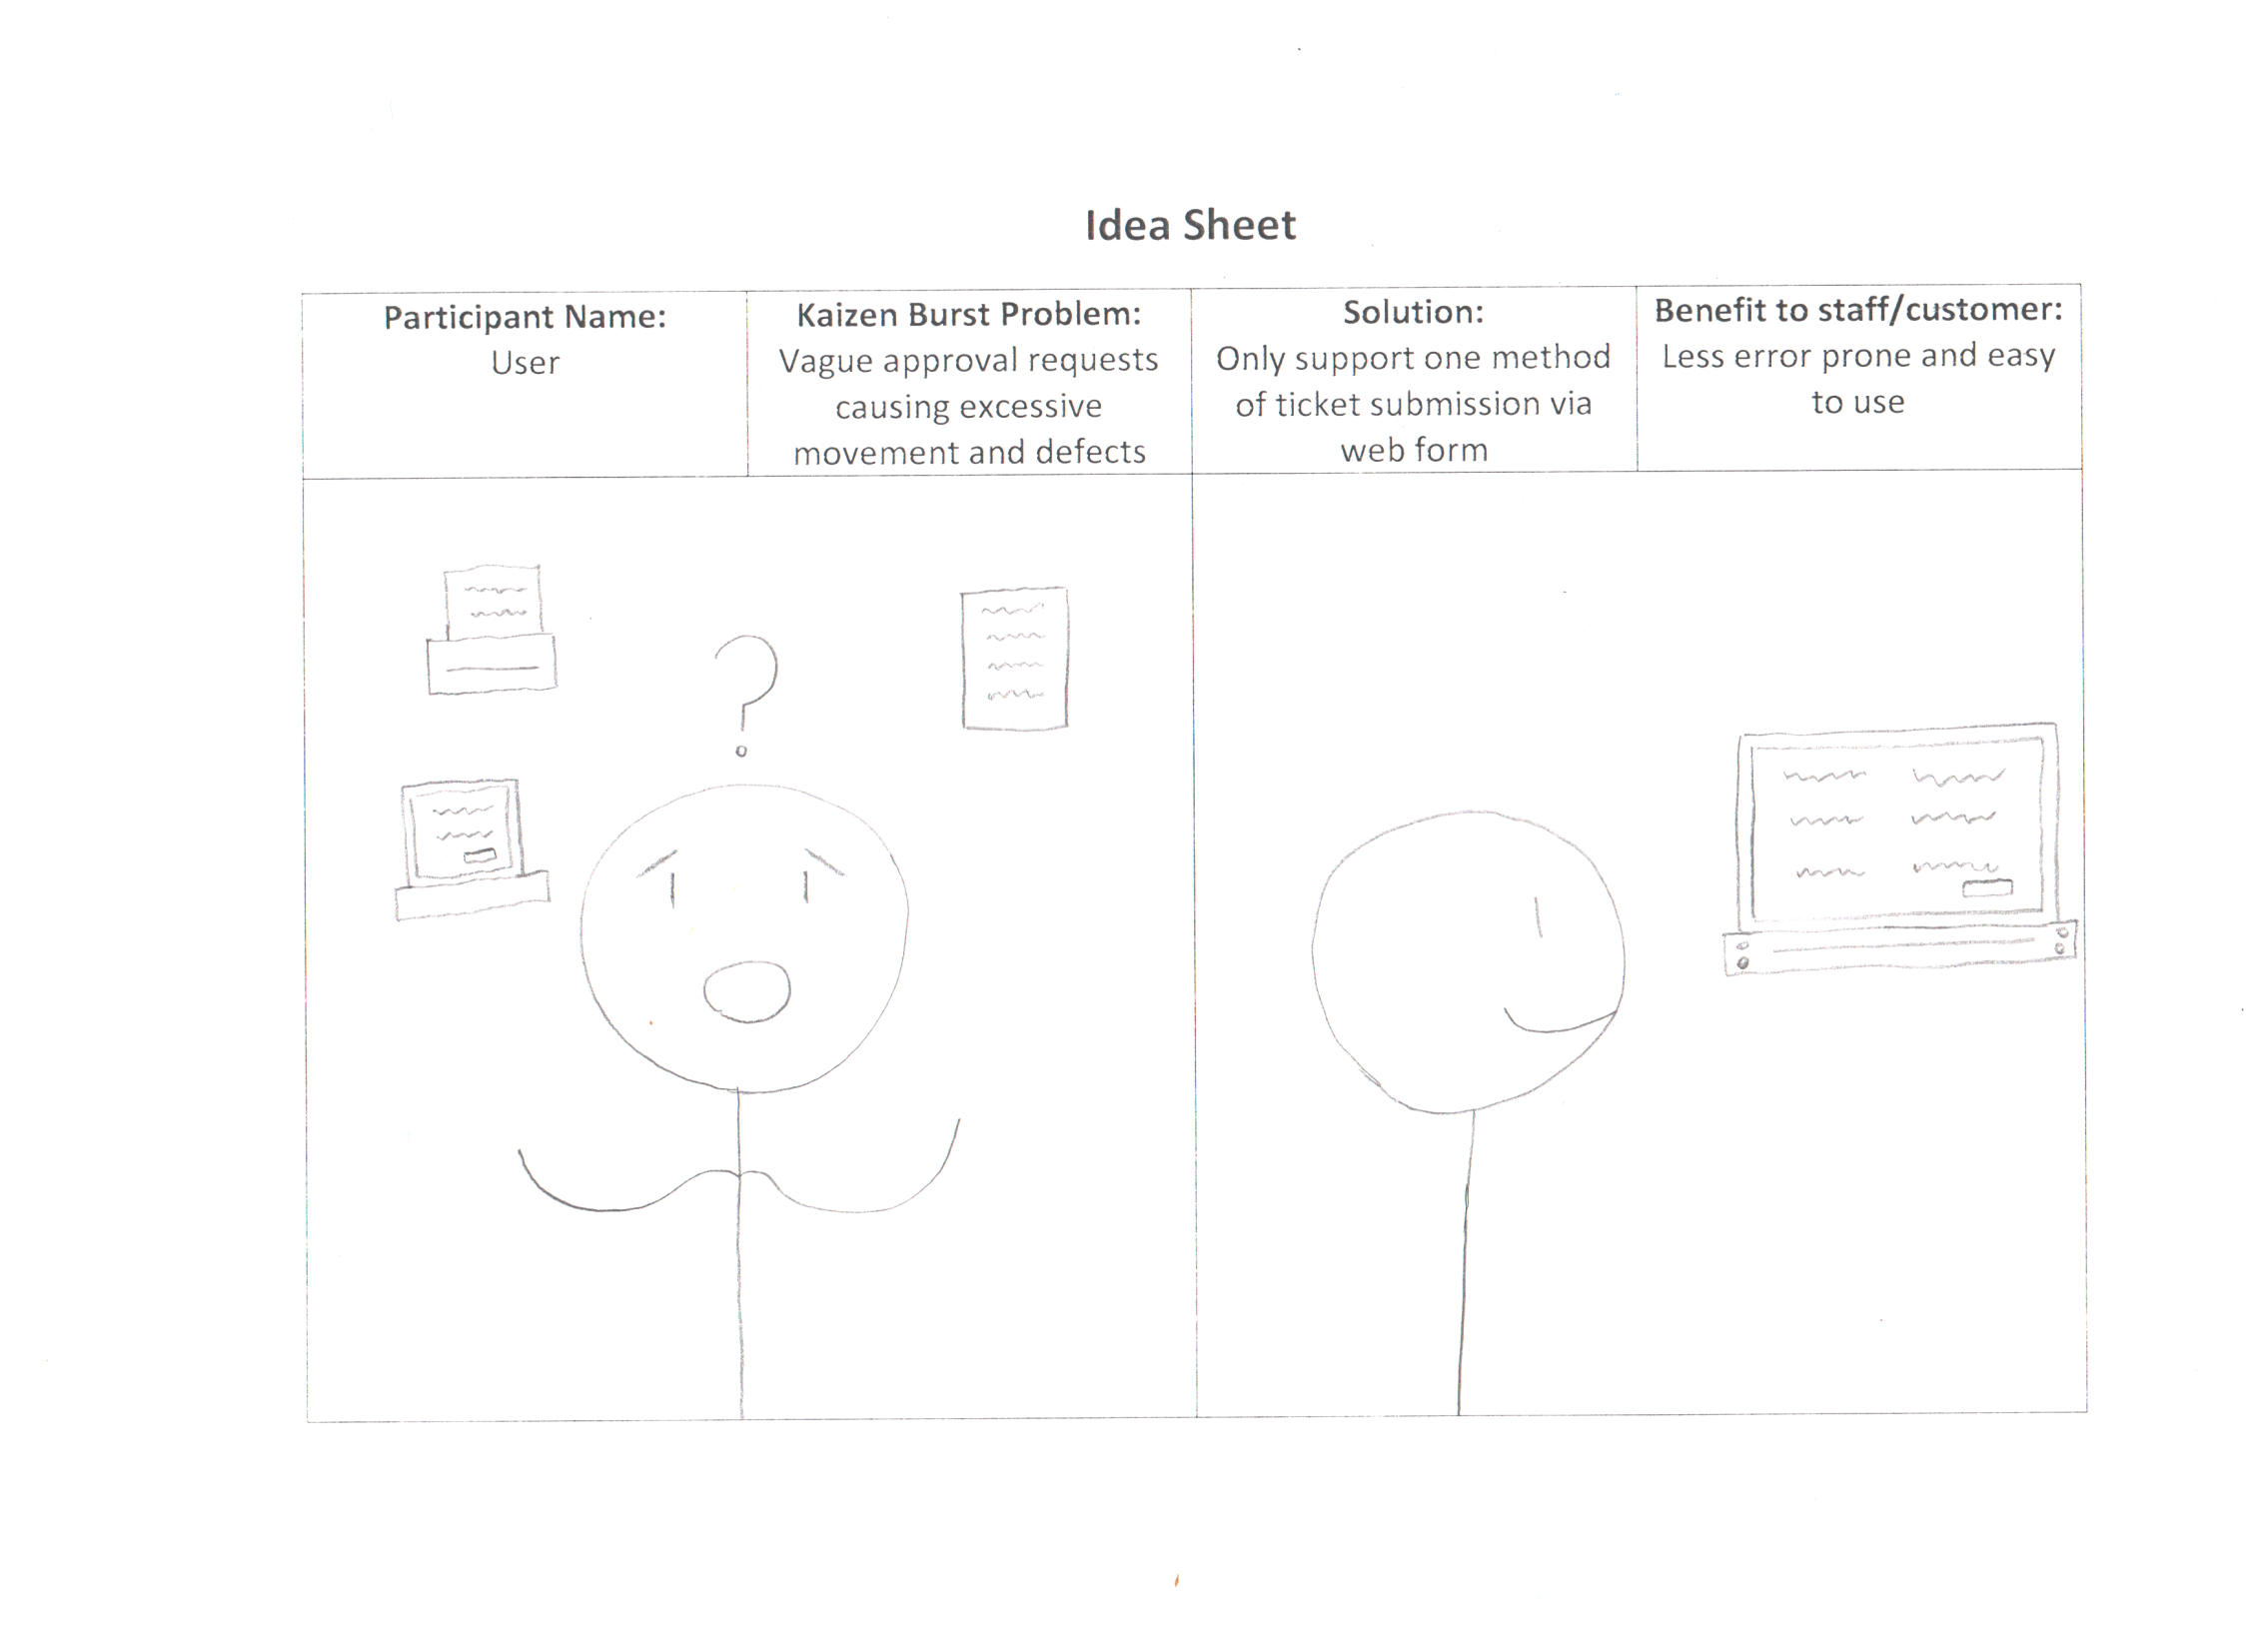 Idea Sheet
Participant Name:
User
Kaizen Burst Problem:
Vague approval requests
causing excessive
movement and defects
Solution:
Only support one method
of ticket submission via
web form
Benefit to staff/customer:
Less error prone and easy
to use
?